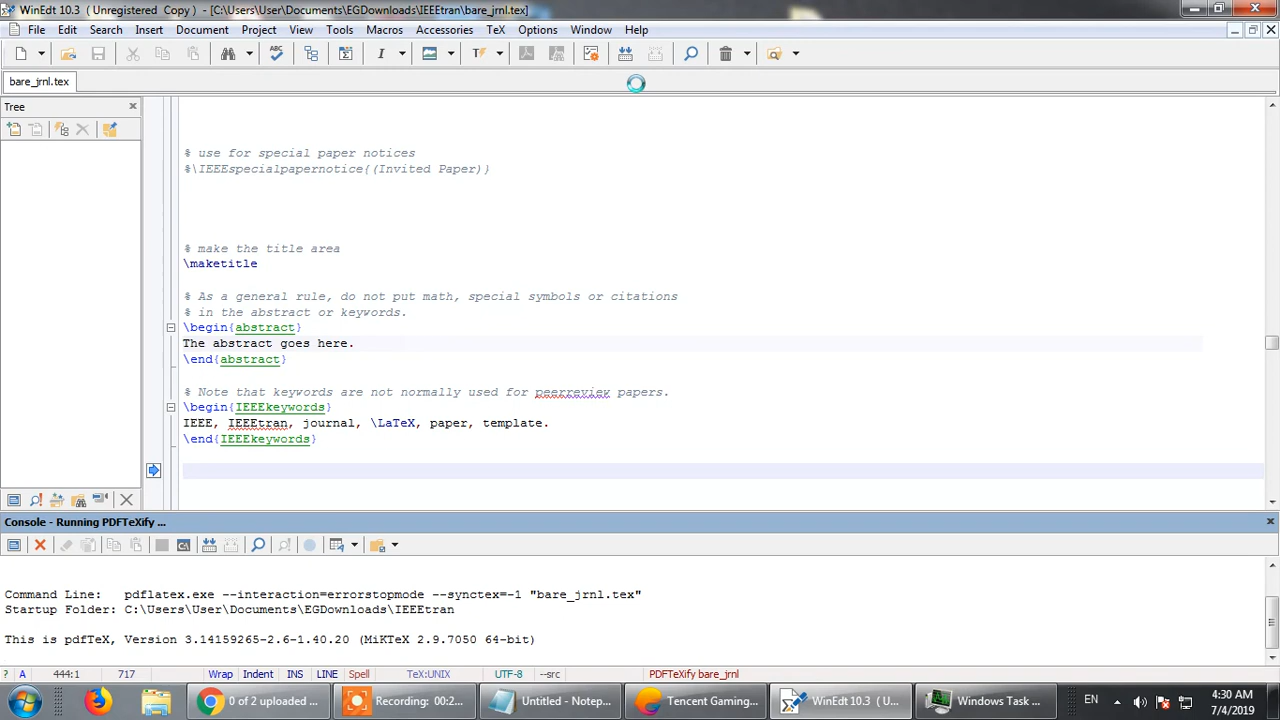 WinEdt 10.3 ( Unregistered Copy ) - [C:\Users\User\Documents\EGDownloads\IEEEtran\bare_jrnl.tex]
File Edit Search Insert Document Project View Tools Macros Accessories TeX Options Window Help
bare_jrnl.tex
Tree
% use for special paper notices
%\IEEEspecialpapernotice{(Invited Paper)}
% make the title area
\maketitle
% As a general rule, do not put math, special symbols or citations
% in the abstract or keywords.
\begin{abstract}
The abstract goes here.
\end{abstract}
% Note that keywords are not normally used for peerreview papers.
\begin{IEEEkeywords}
IEEE, IEEEtran, journal, \LaTeX, paper, template.
\end{IEEEkeywords}
Console - Running PDFTeXify ...
Command Line: pdflatex.exe --interaction=errorstopmode --synctex=-1 "bare_jrnl.tex"
Startup Folder: C:\Users\User\Documents\EGDownloads\IEEEtran
This is pdfTeX, Version 3.14159265-2.6-1.40.20 (MiKTeX 2.9.7050 64-bit)
? A 444:1 717 Wrap Indent INS LINE Spell TeX:UNIX UTF-8 --src PDFTeXify bare_jrnl
0 of 2 uploaded ... Recording: 00:2... Untitled - Notep... Tencent Gaming... WinEdt 10.3 ( U... Windows Task ... EN 4:30 AM
7/4/2019